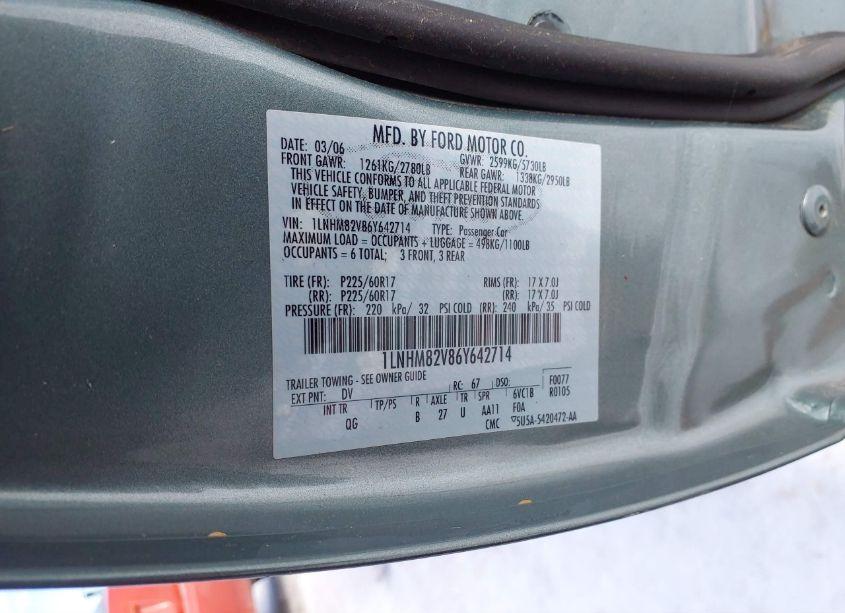 MFD. BY FORD MOTOR CO.
DATE: 03/06 GVWR: 2599KG/5730LB
FRONT GAWR: 1261KG/2780LB REAR GAWR: 1338KG/2950LB
THIS VEHICLE CONFORMS TO ALL APPLICABLE FEDERAL MOTOR
VEHICLE SAFETY, BUMPER, AND THEFT PREVENTION STANDARDS
IN EFFECT ON THE DATE OF MANUFACTURE SHOWN ABOVE.
VIN: 1LNHM82V86Y642714 TYPE: Passenger Car
MAXIMUM LOAD = OCCUPANTS + LUGGAGE = 498KG/1100LB
OCCUPANTS = 6 TOTAL; 3 FRONT, 3 REAR
TIRE (FR): P225/60R17 RIMS (FR): 17 X 7.0J
(RR): P225/60R17 (RR): 17 X 7.0J
PRESSURE (FR): 220 kPa/ 32 PSI COLD (RR): 240 kPa/ 35 PSI COLD
1LNHM82V86Y642714
TRAILER TOWING - SEE OWNER GUIDE
EXT PNT: DV RC: 67 DSO: F0077
INT TR TP/PS R AXLE TR SPR 6VC1B R0105
QG B 27 U AA11 F0A
CMC ▽5U5A-5420472-AA